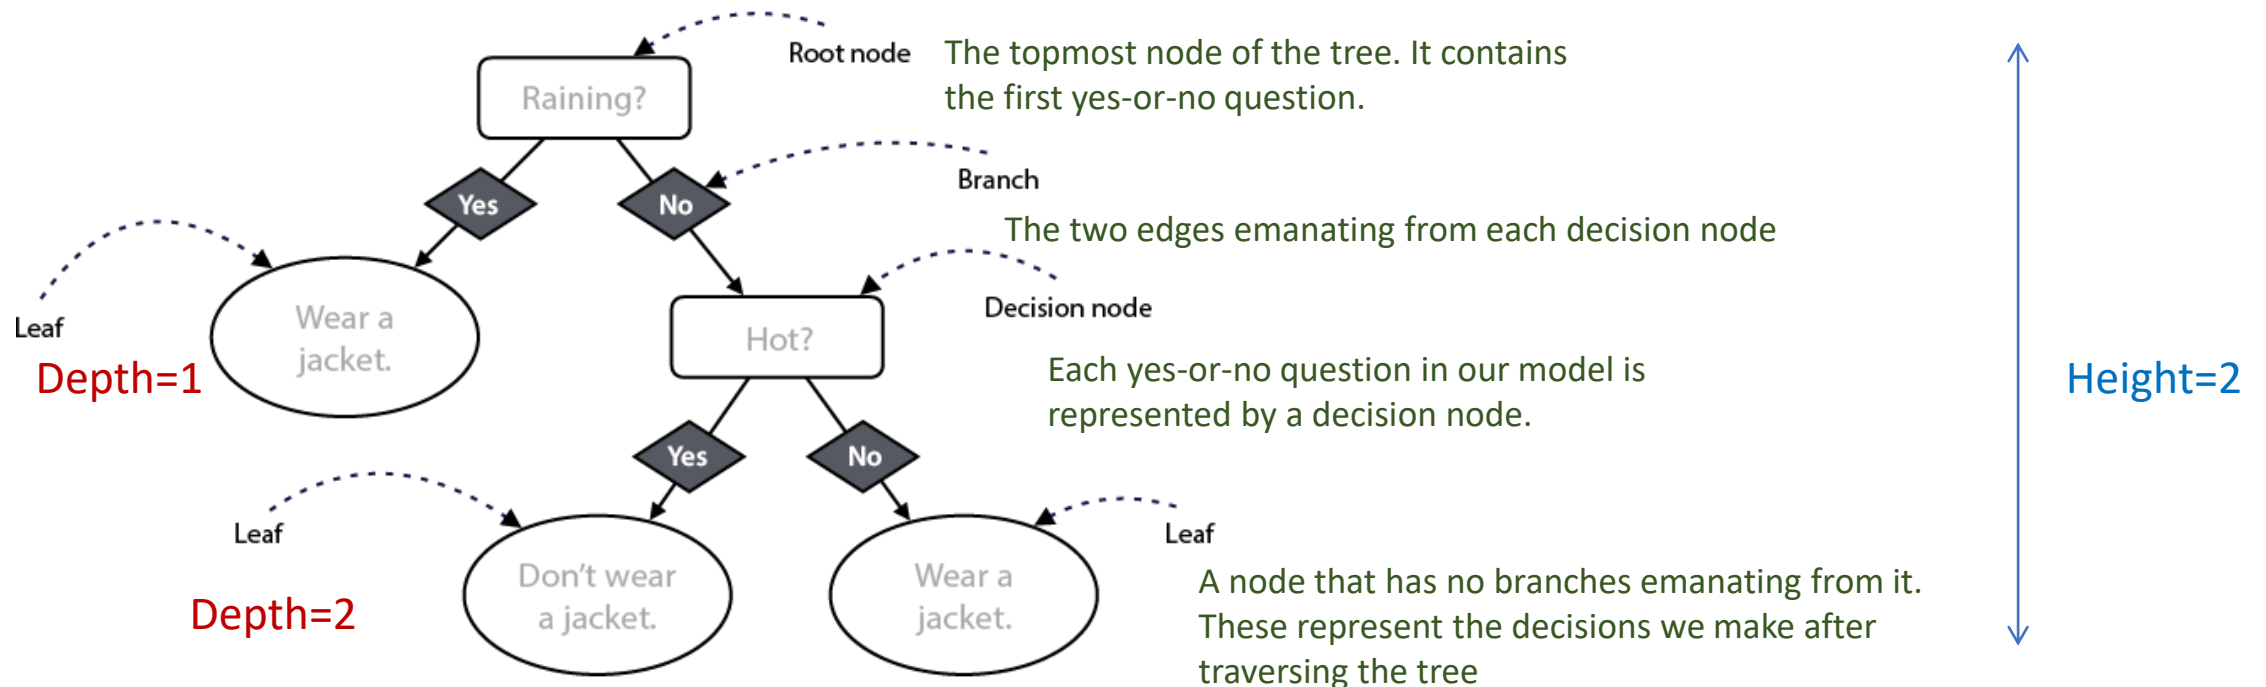 Root node
The topmost node of the tree. It contains
the first yes-or-no question.
Raining?
Branch
Yes
No
The two edges emanating from each decision node
Decision node
Leaf
Wear a
jacket.
Hot?
Depth=1
Each yes-or-no question in our model is
represented by a decision node.
Height=2
Yes
No
Leaf
Leaf
Don't wear
a jacket.
Wear a
jacket.
Depth=2
A node that has no branches emanating from it.
These represent the decisions we make after
traversing the tree